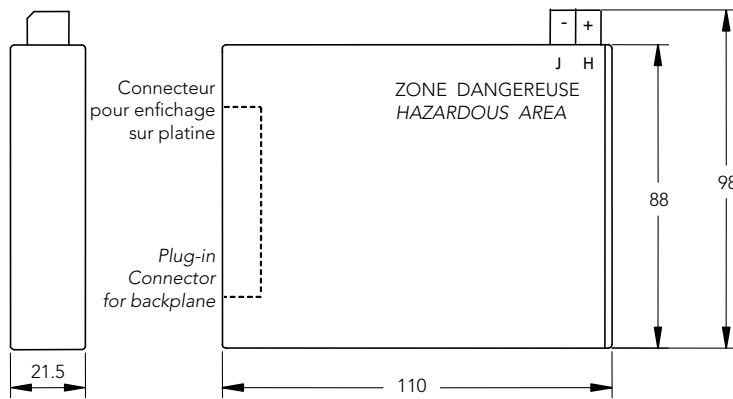 - +
J H
Connecteur
pour enfichage
sur platine
ZONE DANGEREUSE
HAZARDOUS AREA
98
88
Plug-in
Connector
for backplane
21.5
110